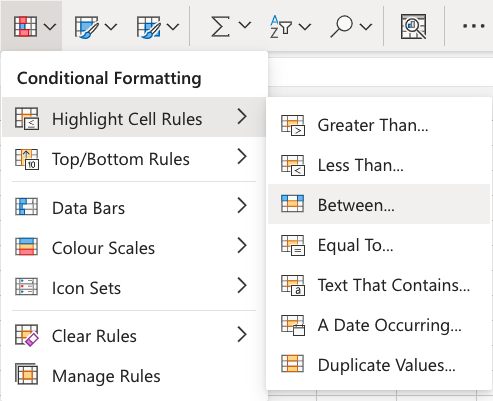 Conditional Formatting
Highlight Cell Rules
Top/Bottom Rules
Data Bars
Colour Scales
Icon Sets
Clear Rules
Manage Rules
Greater Than...
Less Than...
Between...
Equal To...
Text That Contains...
A Date Occurring...
Duplicate Values...